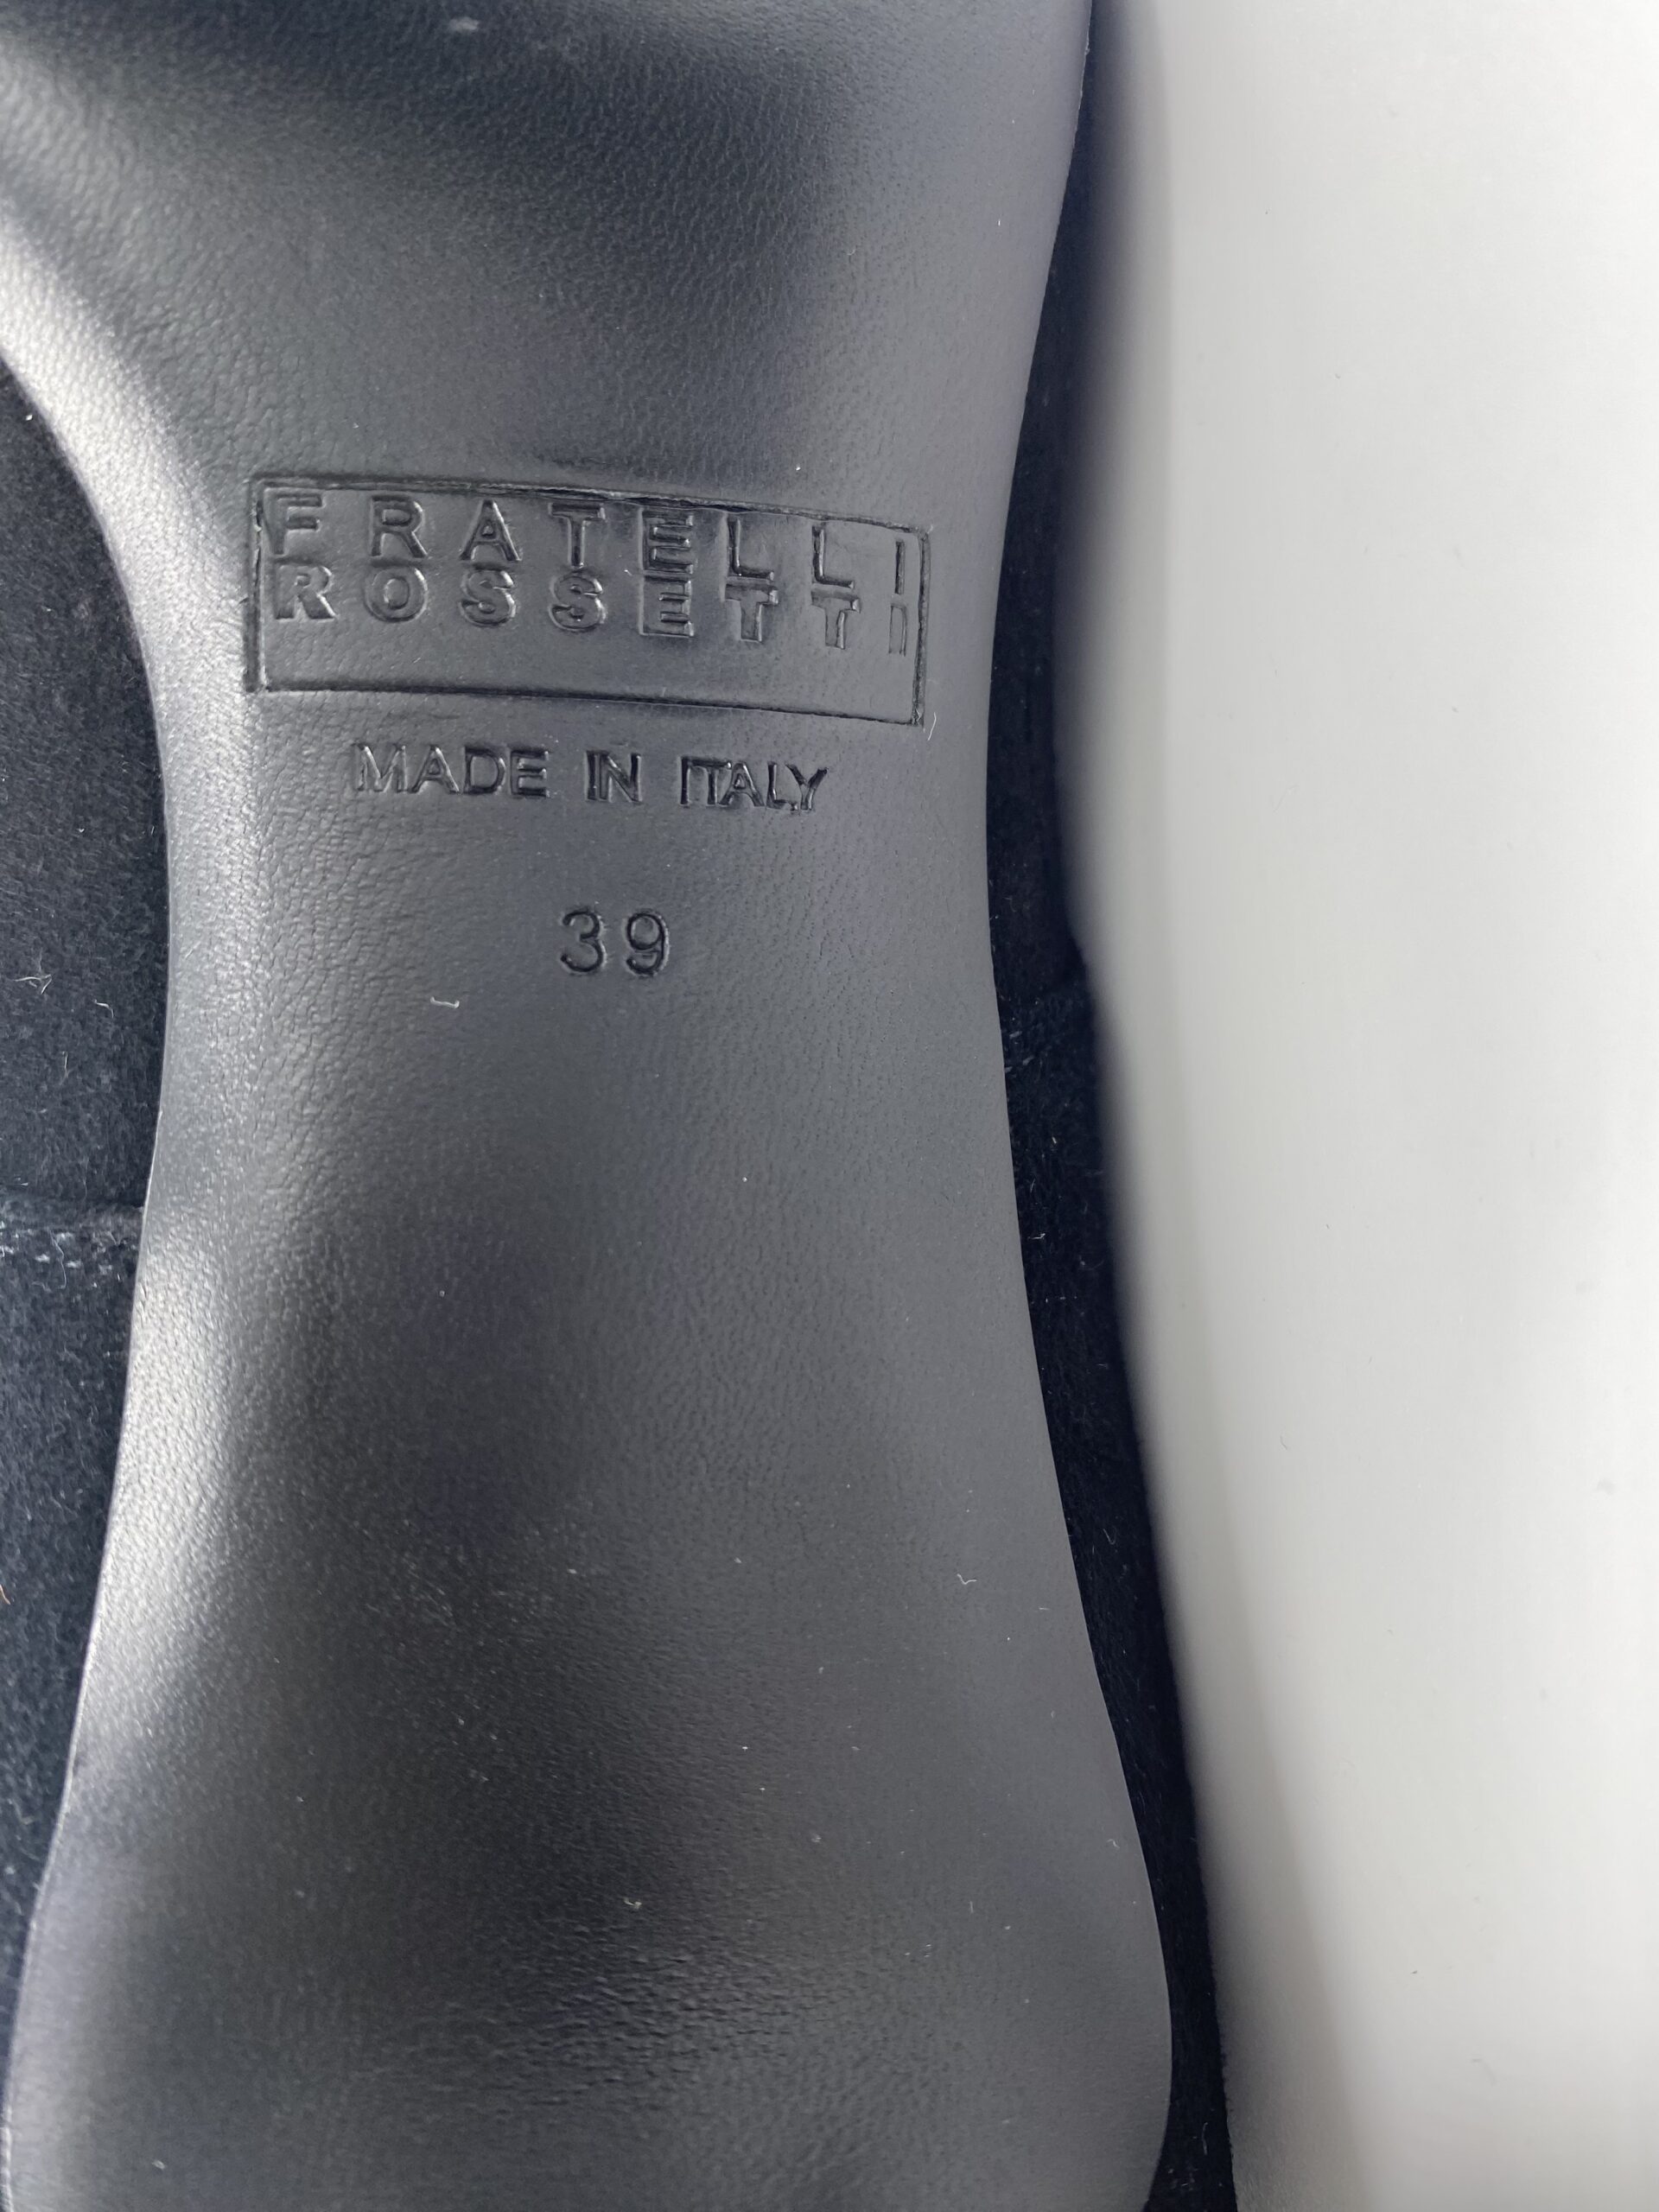 FRATELLI
ROSSETTI
MADE IN ITALY
39